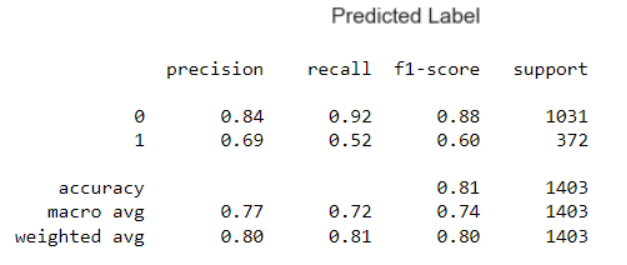 Predicted Label
precision recall f1-score support
0 0.84 0.92 0.88 1031
1 0.69 0.52 0.60 372
accuracy 0.81 1403
macro avg 0.77 0.72 0.74 1403
weighted avg 0.80 0.81 0.80 1403